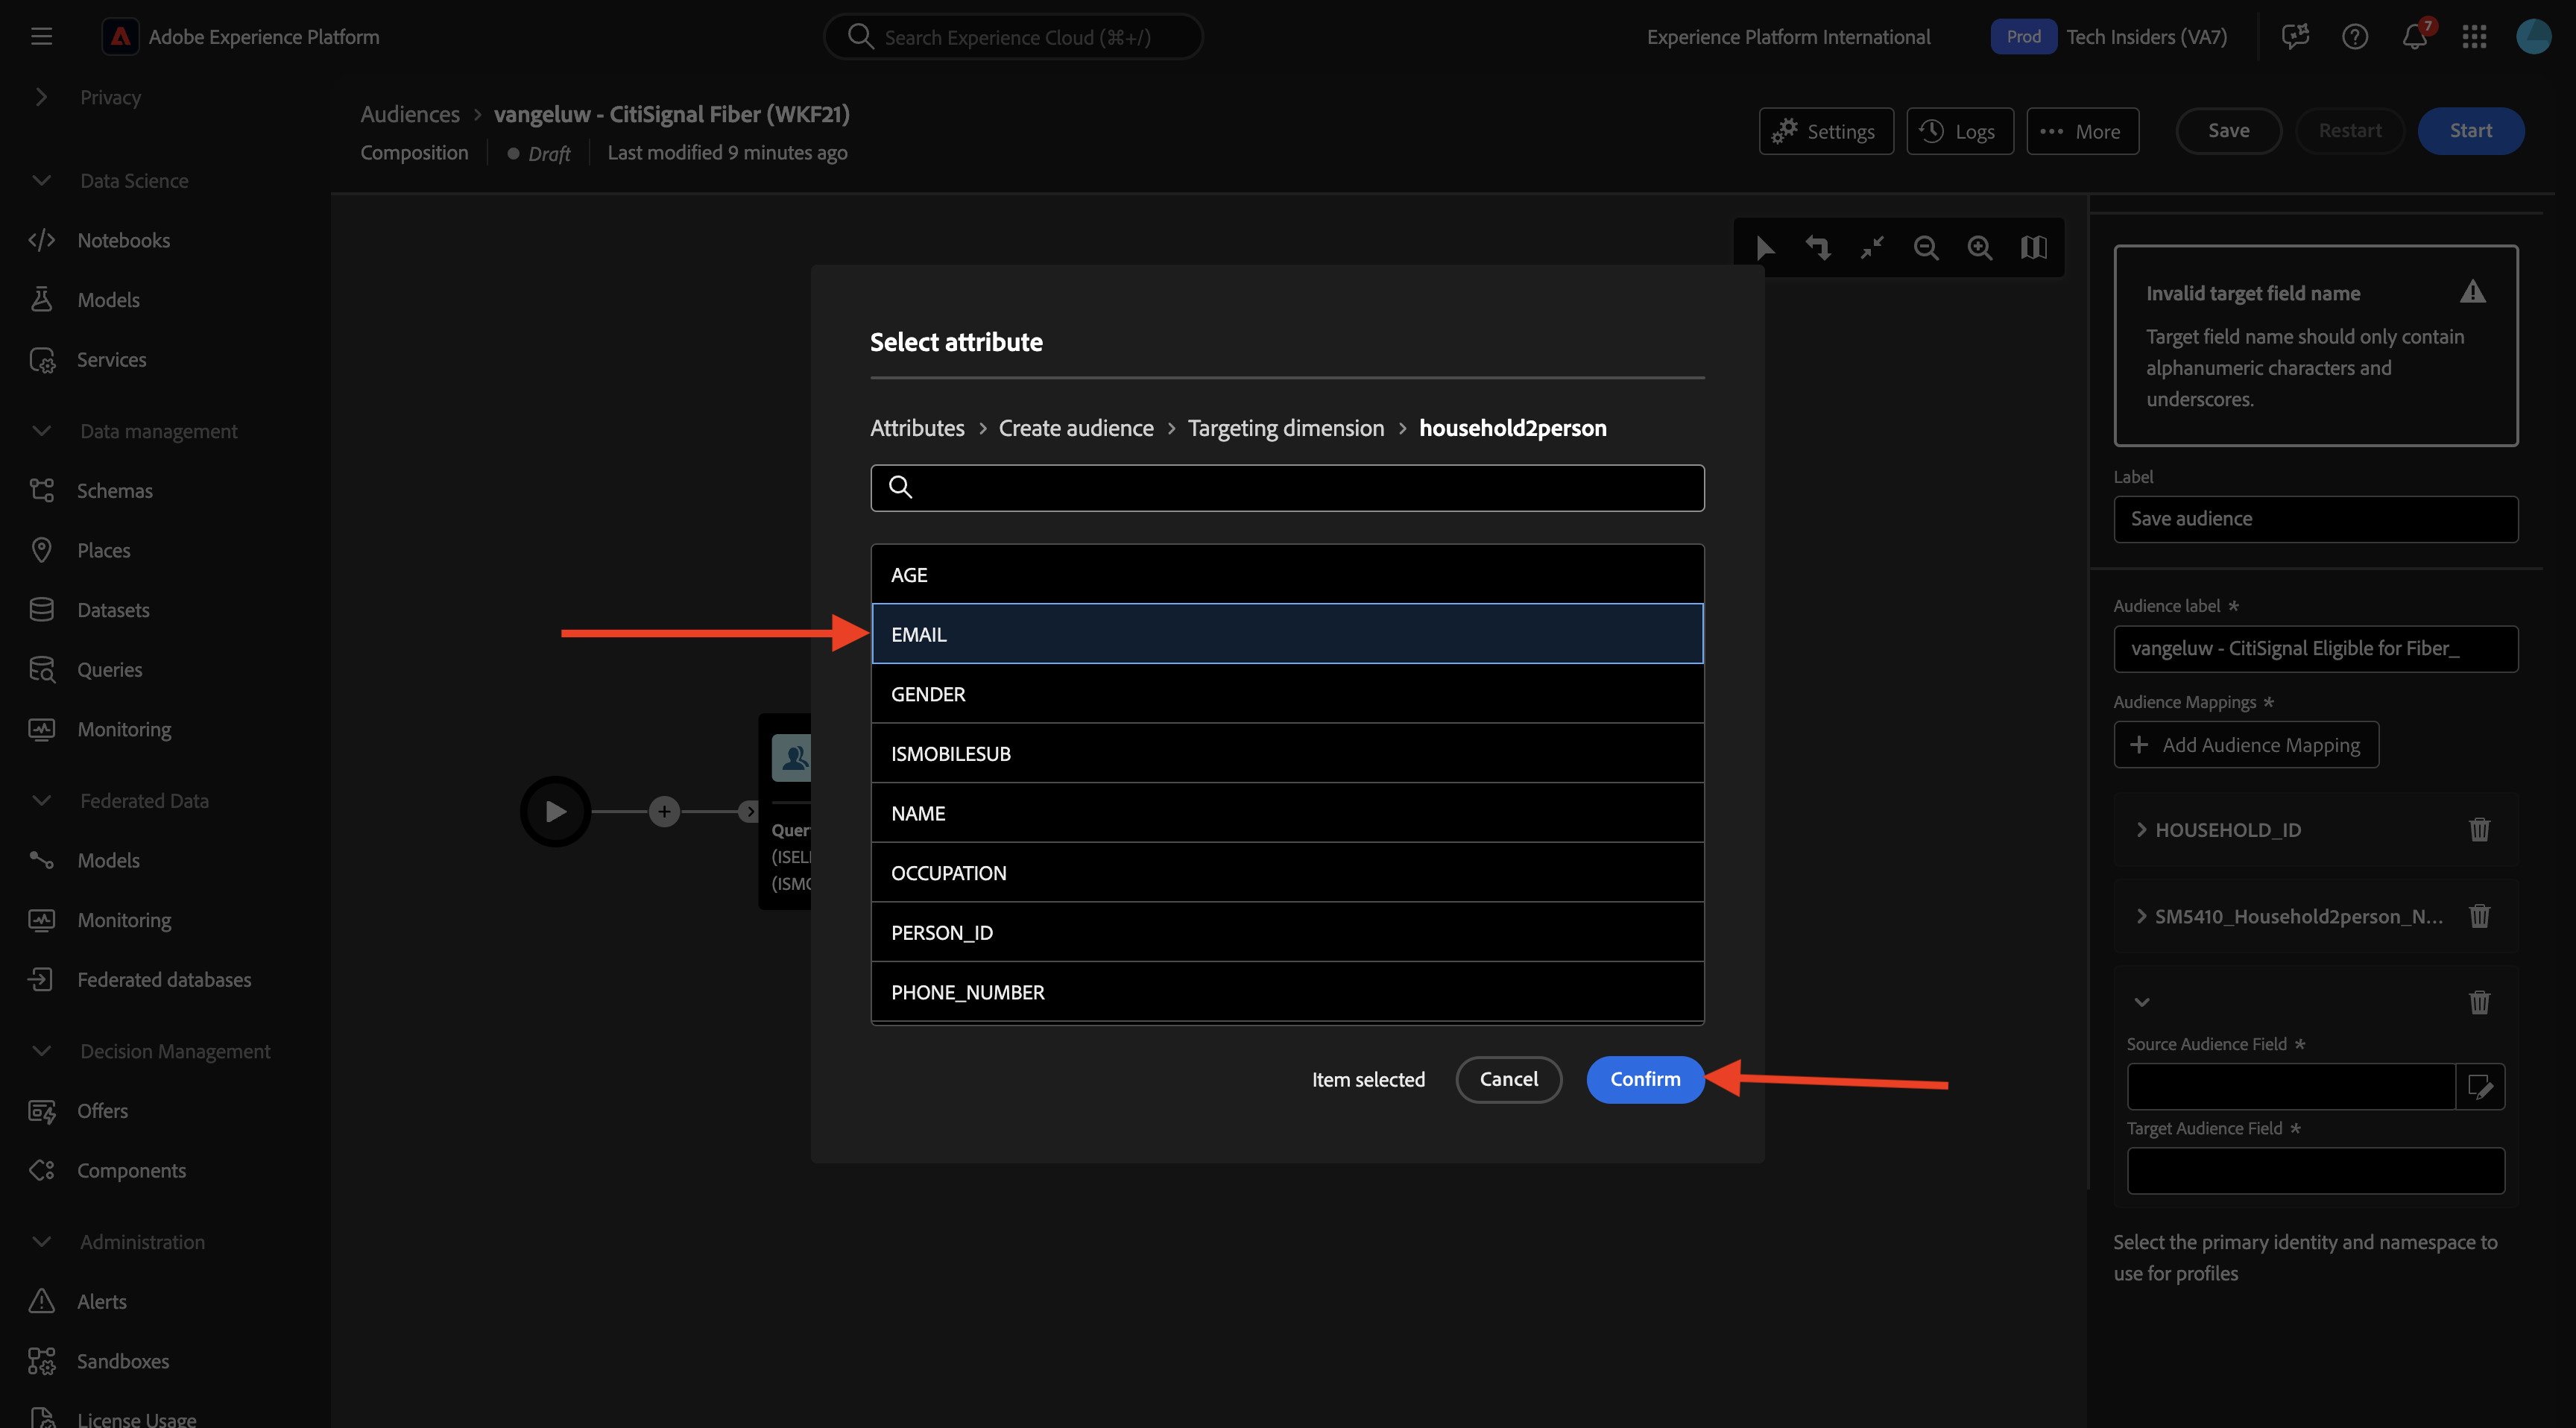 Adobe Experience Platform
Search Experience Cloud (⌘+/)
Experience Platform International
Prod
Tech Insiders (VA7)
7
Privacy
Data Science
Notebooks
Models
Services
Data management
Schemas
Places
Datasets
Queries
Monitoring
Federated Data
Models
Monitoring
Federated databases
Decision Management
Offers
Components
Administration
Alerts
Sandboxes
License Usage
Audiences > vangeluw - CitiSignal Fiber (WKF21)
Composition
Draft
Last modified 9 minutes ago
Settings
Logs
More
Save
Restart
Start
Quer
(ISELI
(ISMO
Select attribute
Attributes > Create audience > Targeting dimension > household2person
AGE
EMAIL
GENDER
ISMOBILESUB
NAME
OCCUPATION
PERSON_ID
PHONE_NUMBER
Item selected
Cancel
Confirm
Invalid target field name
Target field name should only contain
alphanumeric characters and
underscores.
Label
Save audience
Audience label *
vangeluw - CitiSignal Eligible for Fiber_
Audience Mappings *
Add Audience Mapping
HOUSEHOLD_ID
SM5410_Household2person_N...
Source Audience Field *
Target Audience Field *
Select the primary identity and namespace to
use for profiles